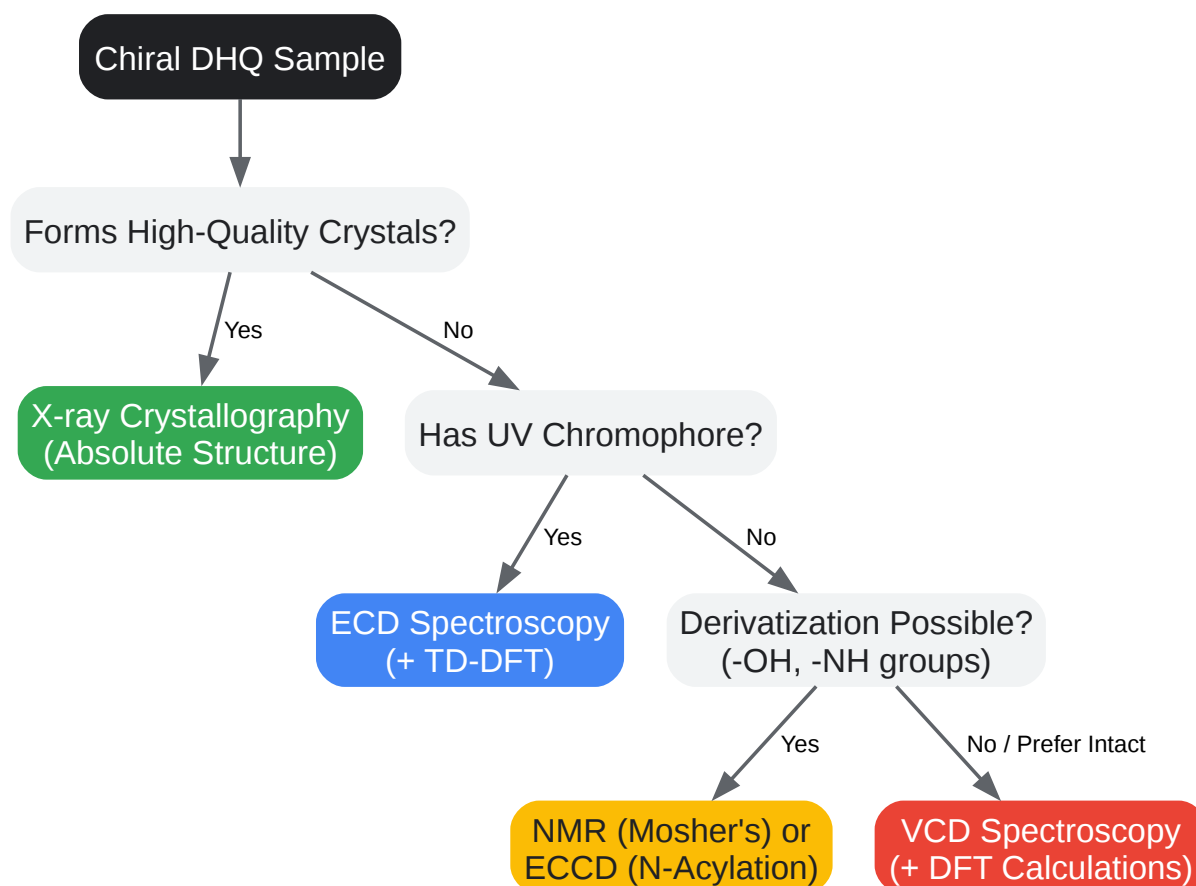 Chiral DHQ Sample
Forms High-Quality Crystals?
Yes
No
X-ray Crystallography
(Absolute Structure)
Has UV Chromophore?
Yes
No
ECD Spectroscopy
(+ TD-DFT)
Derivatization Possible?
(-OH, -NH groups)
Yes
No / Prefer Intact
NMR (Mosher's) or
ECCD (N-Acylation)
VCD Spectroscopy
(+ DFT Calculations)